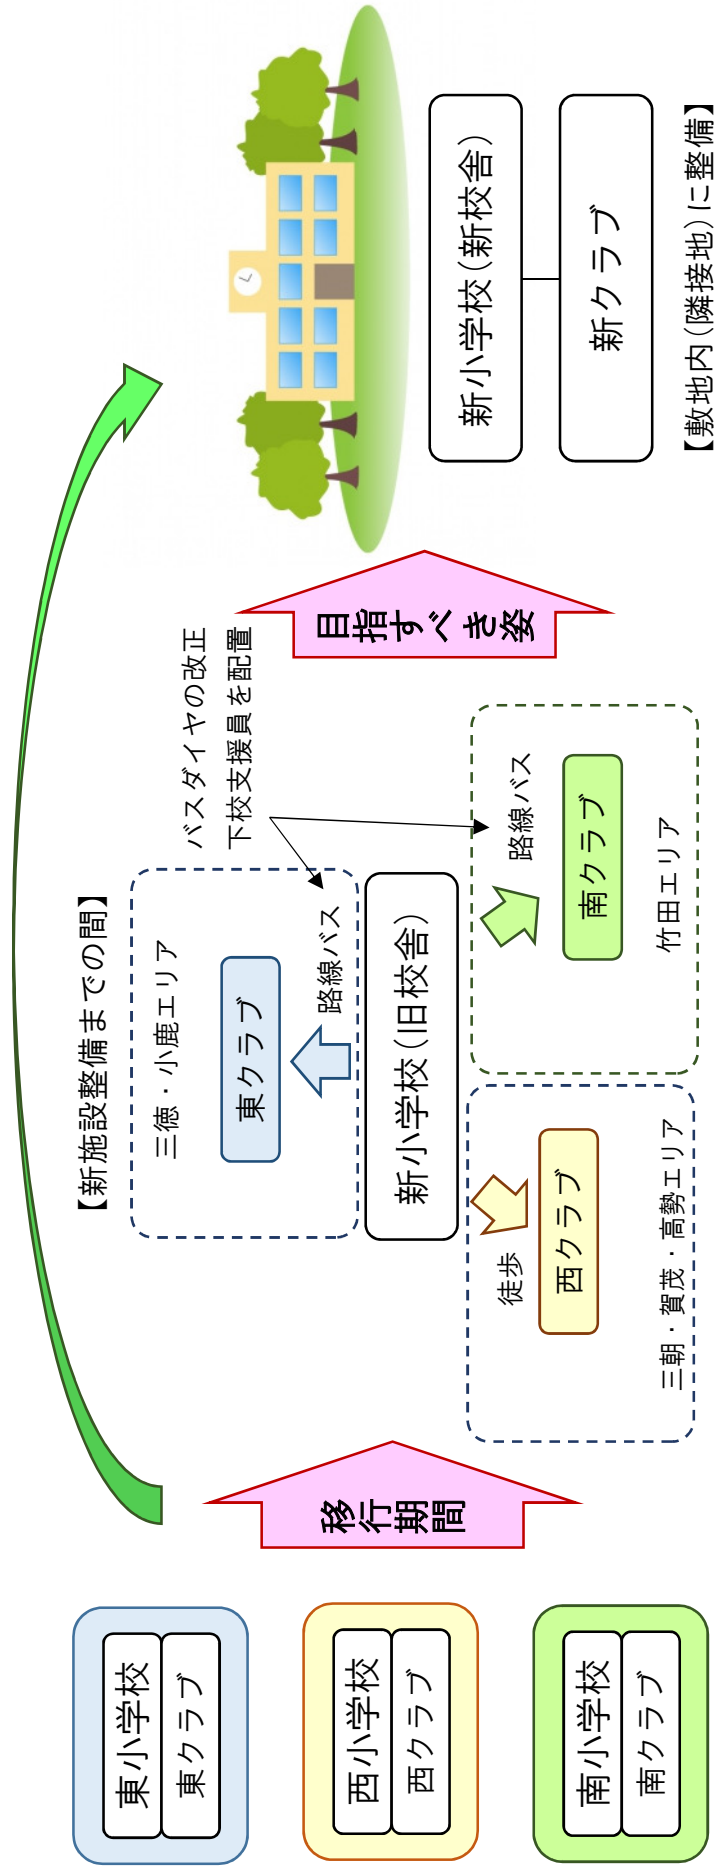 東小学校
東クラブ
西小学校
西クラブ
南小学校
南クラブ
移行期間
【新施設整備までの間】
三徳・小鹿エリア
東クラブ
路線バス
新小学校（旧校舎）
徒歩
西クラブ
三朝・賀茂・高勢エリア
路線バス
南クラブ
竹田エリア
バスダイヤの改正
下校支援員を配置
目指すべき姿
新小学校（新校舎）
新クラブ
【敷地内（隣接地）に整備】